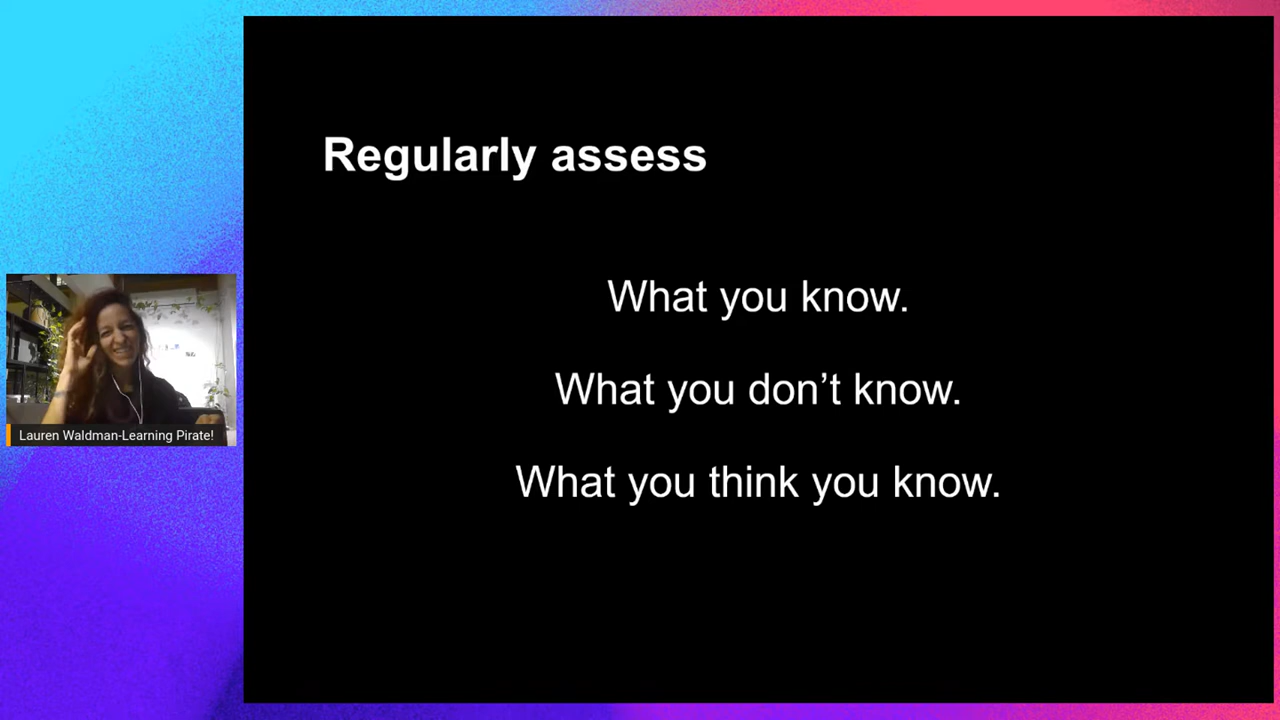 Regularly assess
What you know.
What you don’t know.
What you think you know.
Lauren Waldman-Learning Pirate!